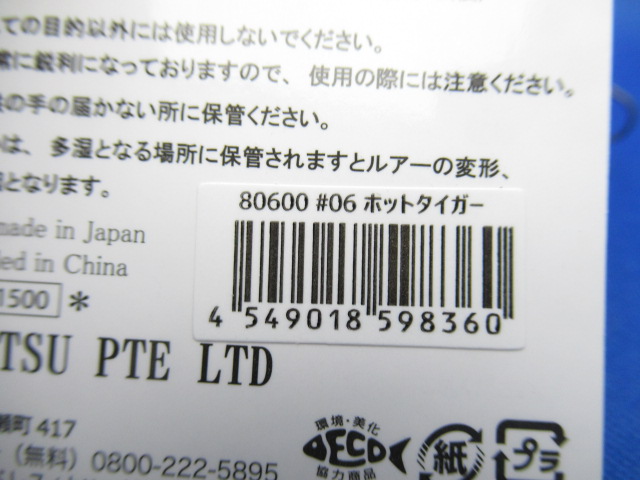 ての目的以外には使用しないでください。
常に鋭利になっておりますので、使用の際には注意ください。
の手の届かない所に保管ください。
は、多湿となる場所に保管されますとルアーの変形、
となります。
80600 #06 ホットタイガー
made in Japan
ed in China
4 549018 598360
1500 *
TSU PTE LTD
町417
(無料) 0800-222-5895
環境・美化
ECO
協力商品
紙
プラ